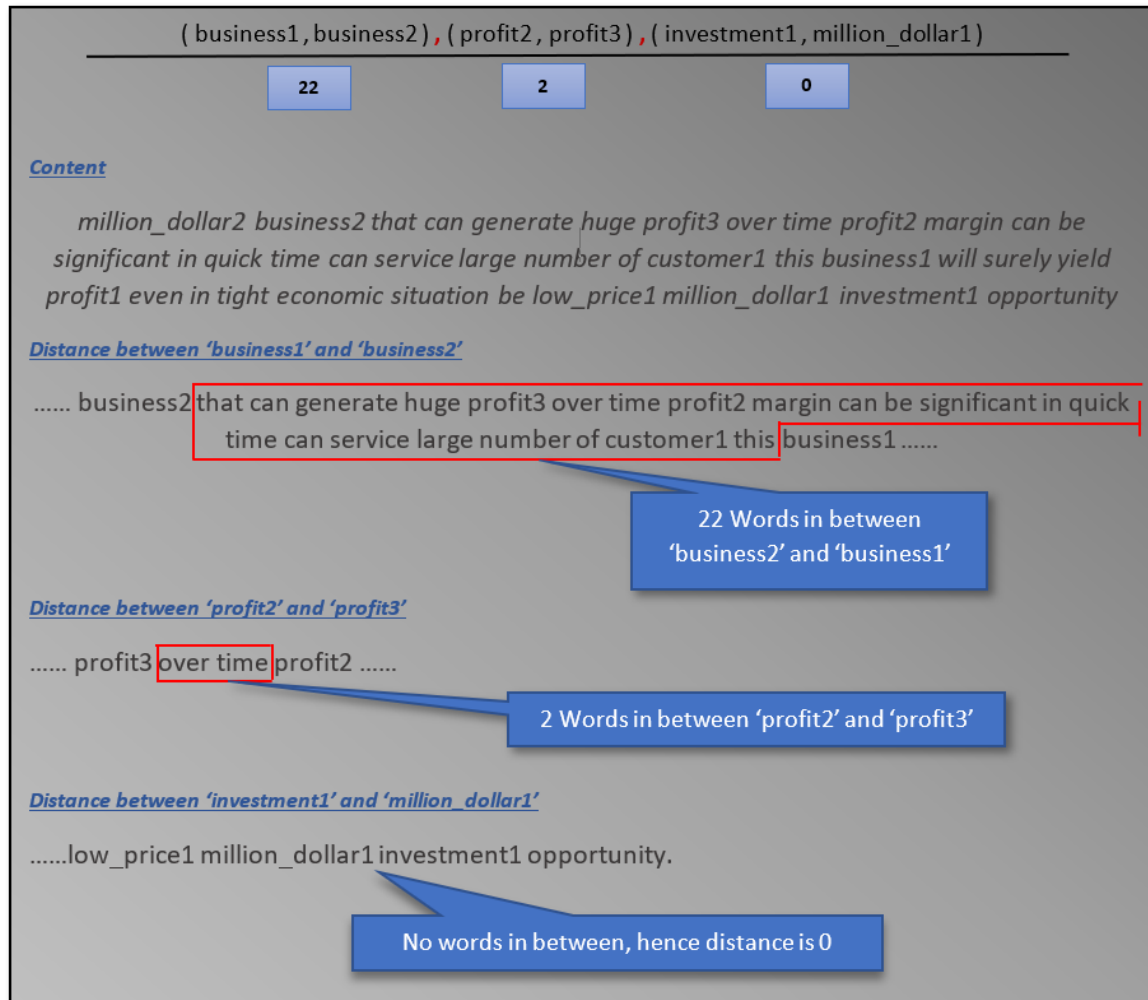 ( business1, business2 ) , ( profit2, profit3 ) , ( investment1, million_dollar1 )
22 2 0
Content
million_dollar2 business2 that can generate huge profit3 over time profit2 margin can be
significant in quick time can service large number of customer1 this business1 will surely yield
profit1 even in tight economic situation be low_price1 million_dollar1 investment1 opportunity
Distance between ‘business1’ and ‘business2’
...... business2 that can generate huge profit3 over time profit2 margin can be significant in quick
time can service large number of customer1 this business1 ......
22 Words in between
‘business2’ and ‘business1’
Distance between ‘profit2’ and ‘profit3’
...... profit3 over time profit2 ......
2 Words in between ‘profit2’ and ‘profit3’
Distance between ‘investment1’ and ‘million_dollar1’
......low_price1 million_dollar1 investment1 opportunity.
No words in between, hence distance is 0